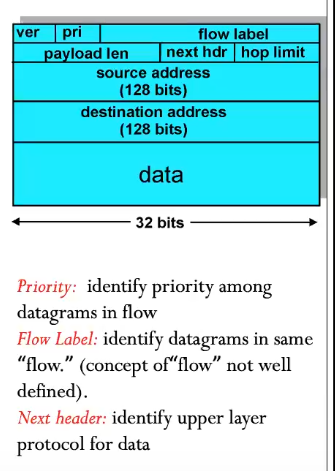 ver pri flow label
payload len next hdr hop limit
source address
(128 bits)
destination address
(128 bits)
data
32 bits
Priority: identify priority among
datagrams in flow
Flow Label: identify datagrams in same
“flow.” (concept of“flow” not well
defined).
Next header: identify upper layer
protocol for data